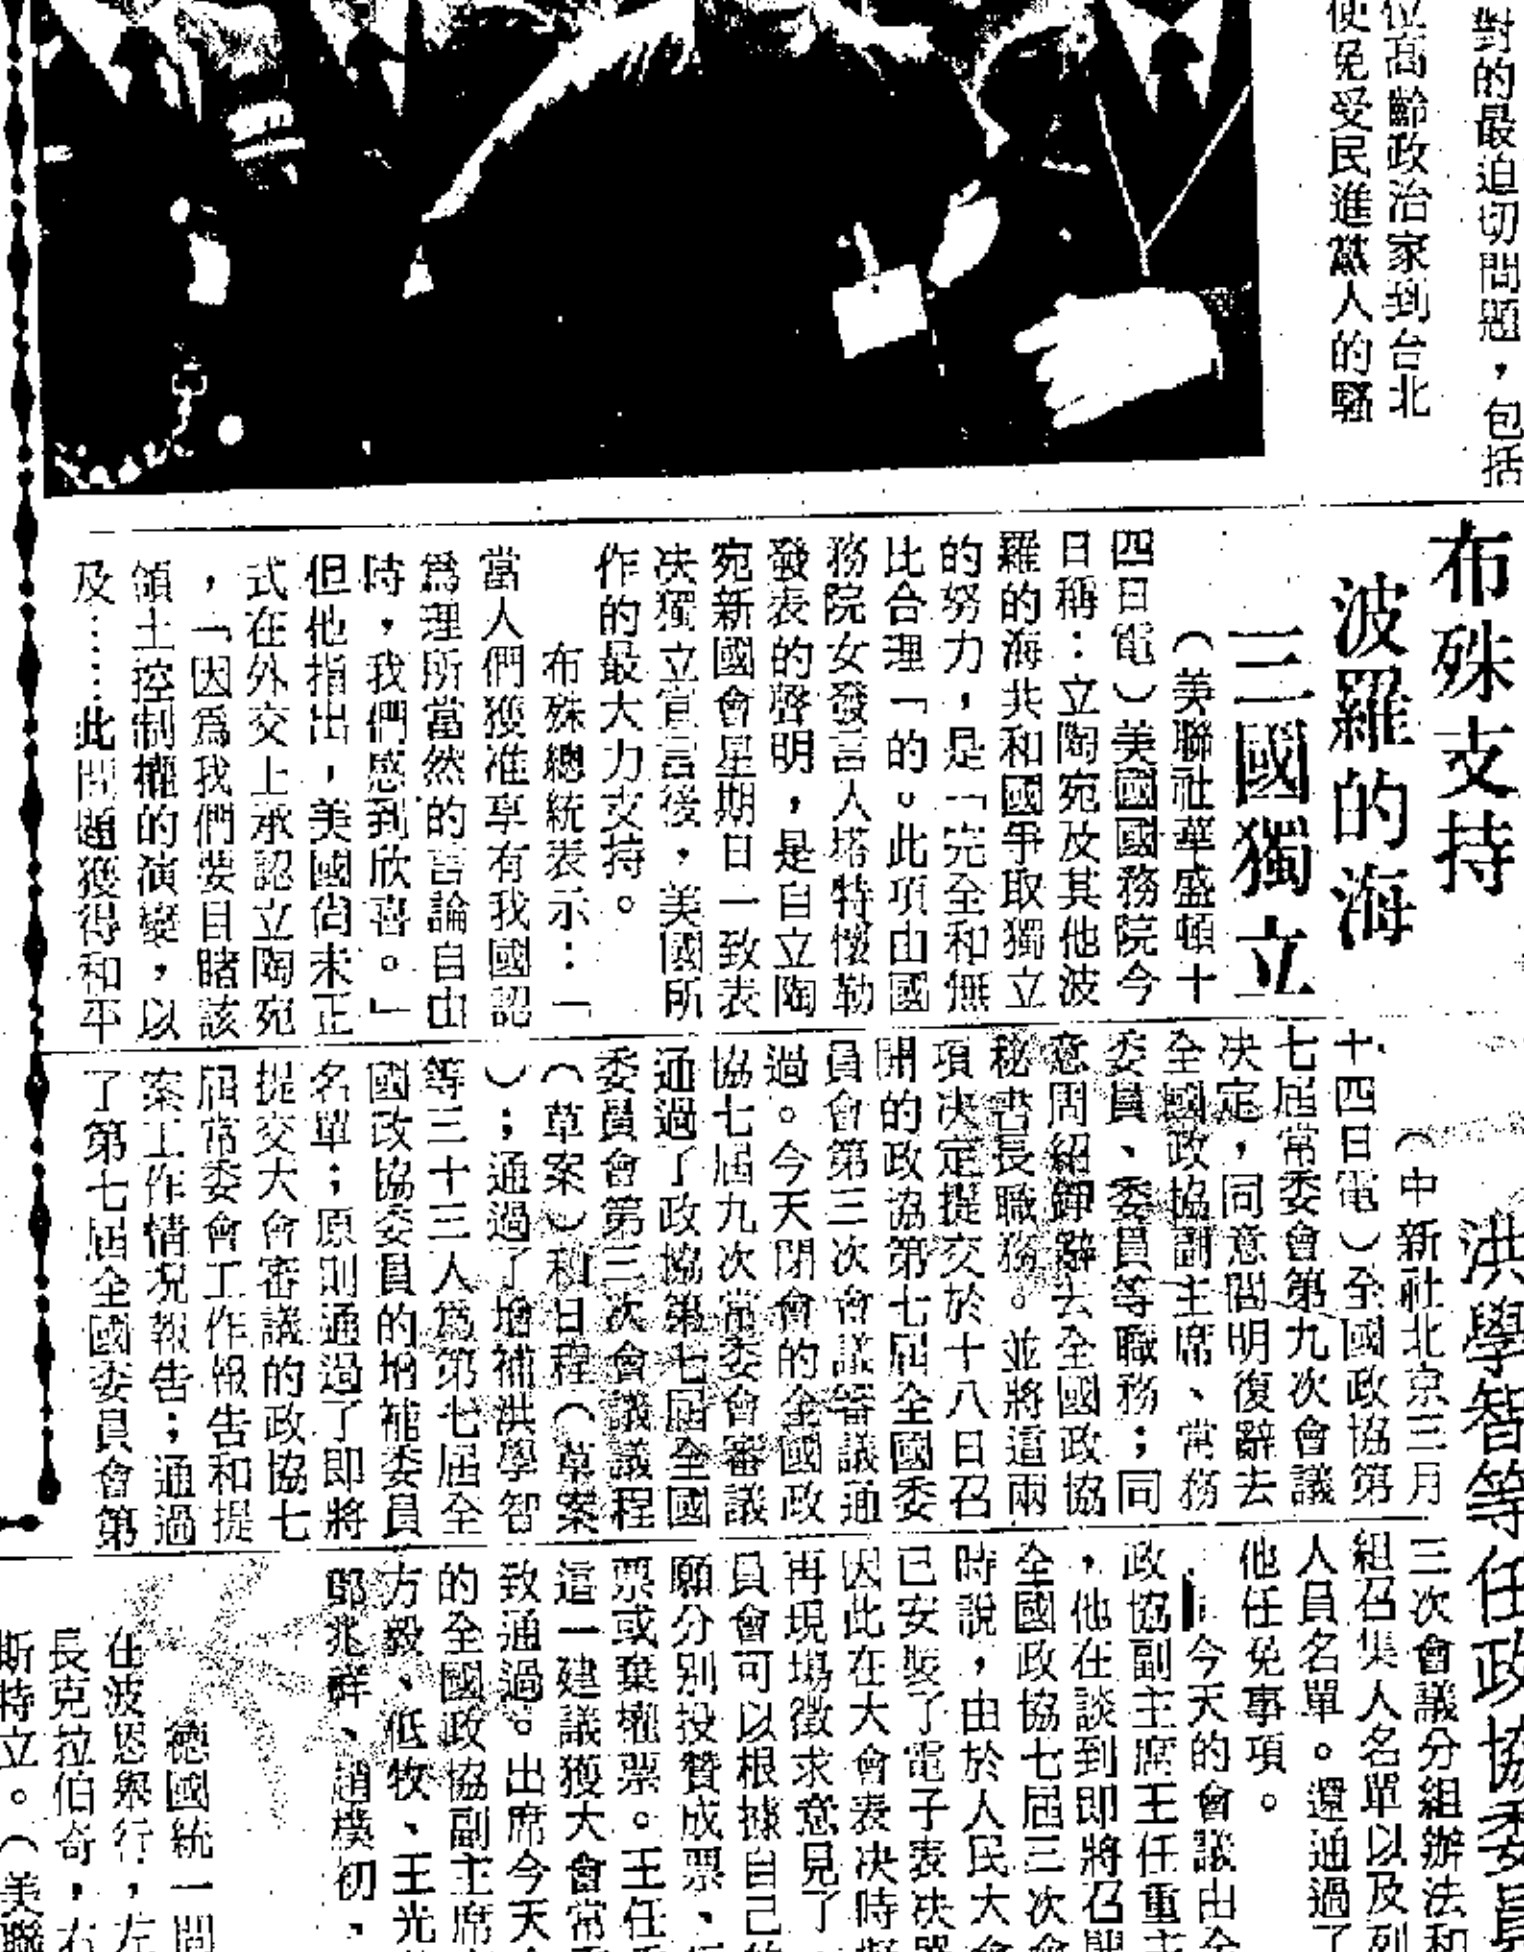 對的最迫切問題，包括
位高齡政治家到台北
使免受民進黨人的騷
布殊支持
波羅的海
三國獨立
（美聯社華盛頓十
四日電）美國國務院今
日稱：立陶宛及其他波
羅的海共和國爭取獨立
的努力，是「完全和無
比合理「的。此項由國
務院女發言人塔特懷勒
發表的聲明，是自立陶
宛新國會星期日一致表
決獨立宣言後，美國所
作的最大力支持。
布殊總統表示：「
當人們獲准享有我國認
爲理所當然的言論自由
時，我們感到欣喜。」
但他指出，美國尙未正
式在外交上承認立陶宛
，「因爲我們要目睹該
領土控制權的演變，以
及……此問題獲得和平
洪學智等任政協委員
（中新社北京三月
十四日電）全國政協第
七屆常委會第九次會議
決定，同意閻明復辭去
全國政協副主席、常務
委員、委員等職務；同
意周紹錚辭去全國政協
秘書長職務。並將這兩
項決定提交於十八日召
開的政協第七屆全國委
員會第三次會議審議通
過。今天閉會的全國政
協七屆九次常委會審議
通過了政協第七屆全國
委員會第三次會議議程
（草案）和日程（草案
）；通過了增補洪學智
等三十三人爲第七屆全
國政協委員的增補委員
名單；原則通過了即將
提交大會審議的政協七
屆常委會工作報告和提
案工作情況報告；通過
了第七屆全國委員會第
三次會議分組辦法和
組召集人名單以及列
人員名單。還通過了
他任免事項。
今天的會議由全
政協副主席王任重主
，他在談到即將召開
全國政協七屆三次會
時說，由於人民大會
已安裝了電子表決器
因此在大會表決時
再現場徵求意見了
員會可以根據自己的
願分別投贊成票、
票或棄權票。王任
這一建議獲大會常
致通過。出席今天
的全國政協副主席
方毅、 牧、王光
兆祥、趙樸初、
德國統一問
在波恩舉行，左
長克拉伯奇，右
斯特立。（美聯